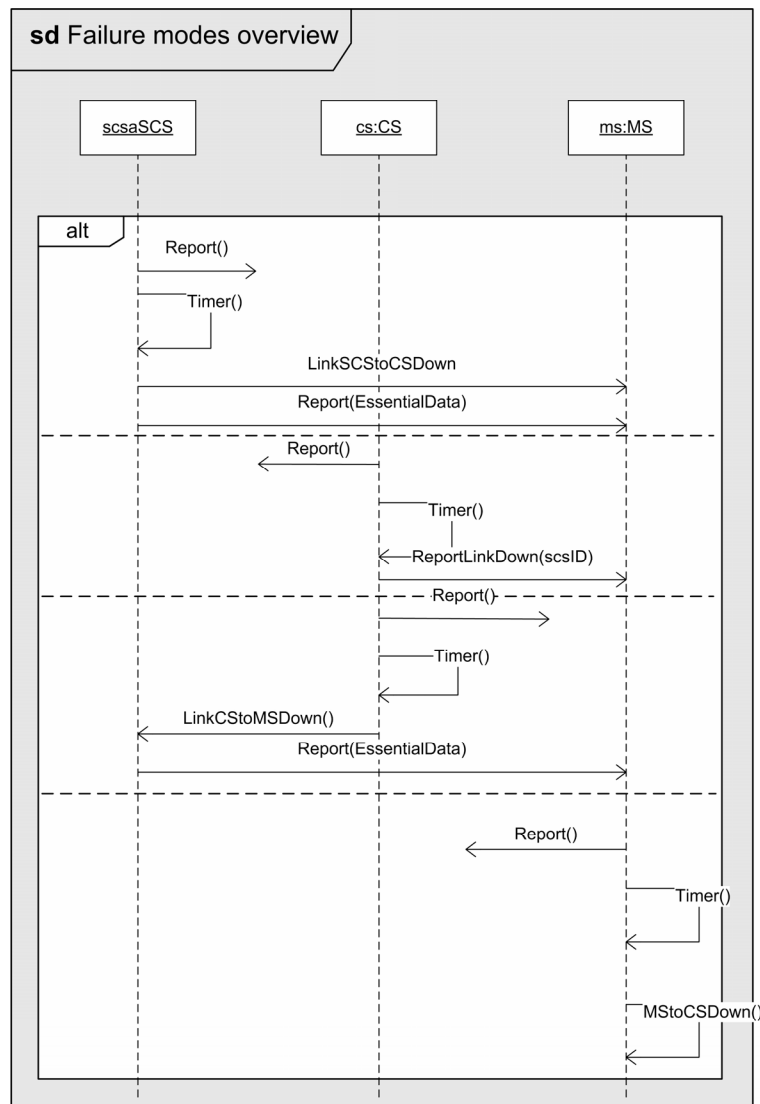 sd Failure modes overview
scsaSCS
cs:CS
ms:MS
alt
Report()
Timer()
LinkSCStoCSDown
Report(EssentialData)
Report()
Timer()
ReportLinkDown(scsID)
Report()
Timer()
LinkCStoMSDown()
Report(EssentialData)
Report()
Timer()
MStoCSDown()